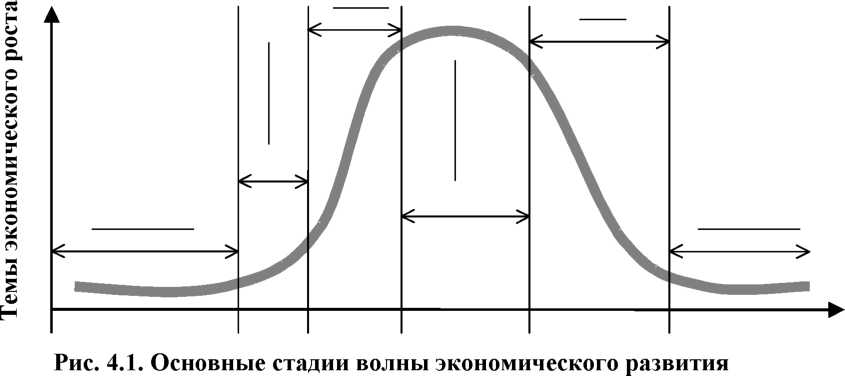 Темы экономического роста
Рис. 4.1. Основные стадии волны экономического развития